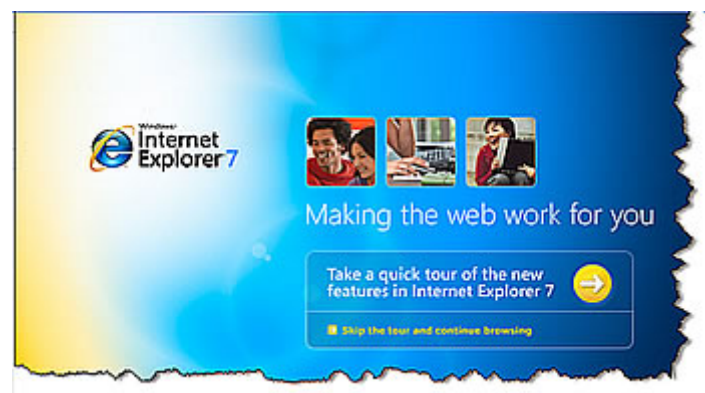 Windows
Internet
Explorer 7
Making the web work for you
Take a quick tour of the new
features in Internet Explorer 7
Skip the tour and continue browsing